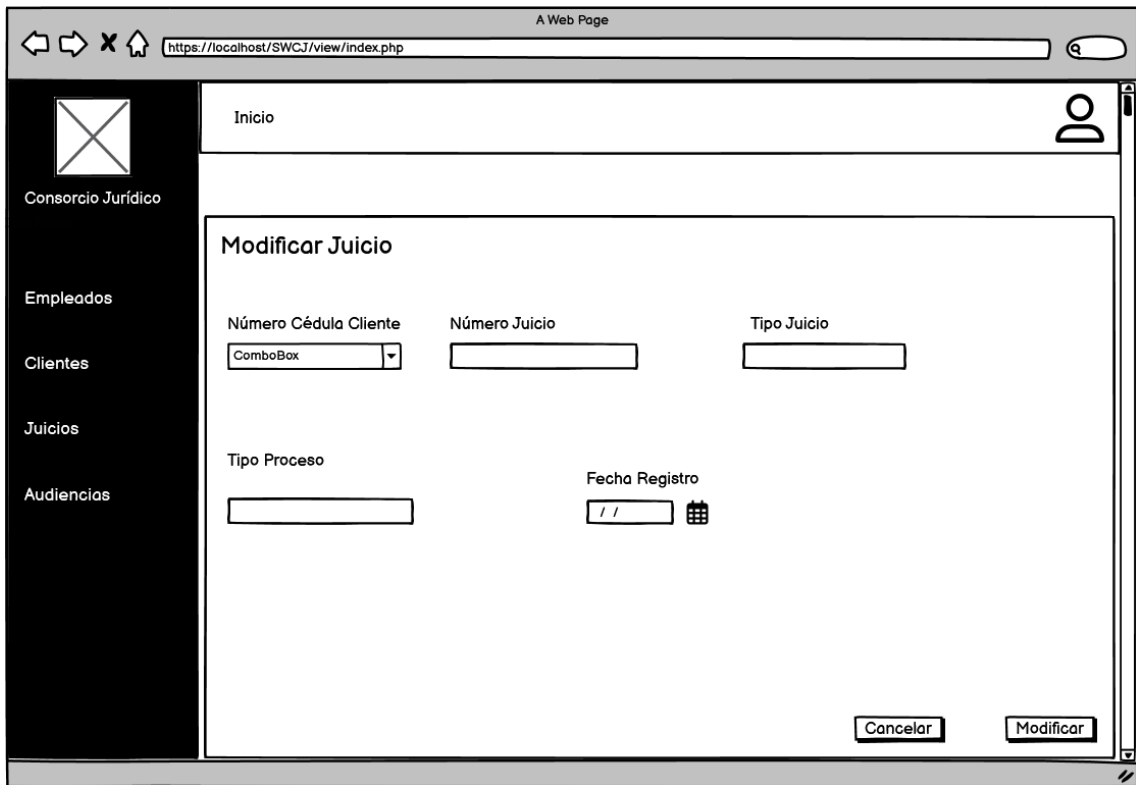 A Web Page
https://localhost/SWCJ/view/index.php
Inicio
Consorcio Jurídico
Empleados
Clientes
Juicios
Audiencias
Modificar Juicio
Número Cédula Cliente
Número Juicio
Tipo Juicio
ComboBox
Tipo Proceso
Fecha Registro
/ /
Cancelar
Modificar